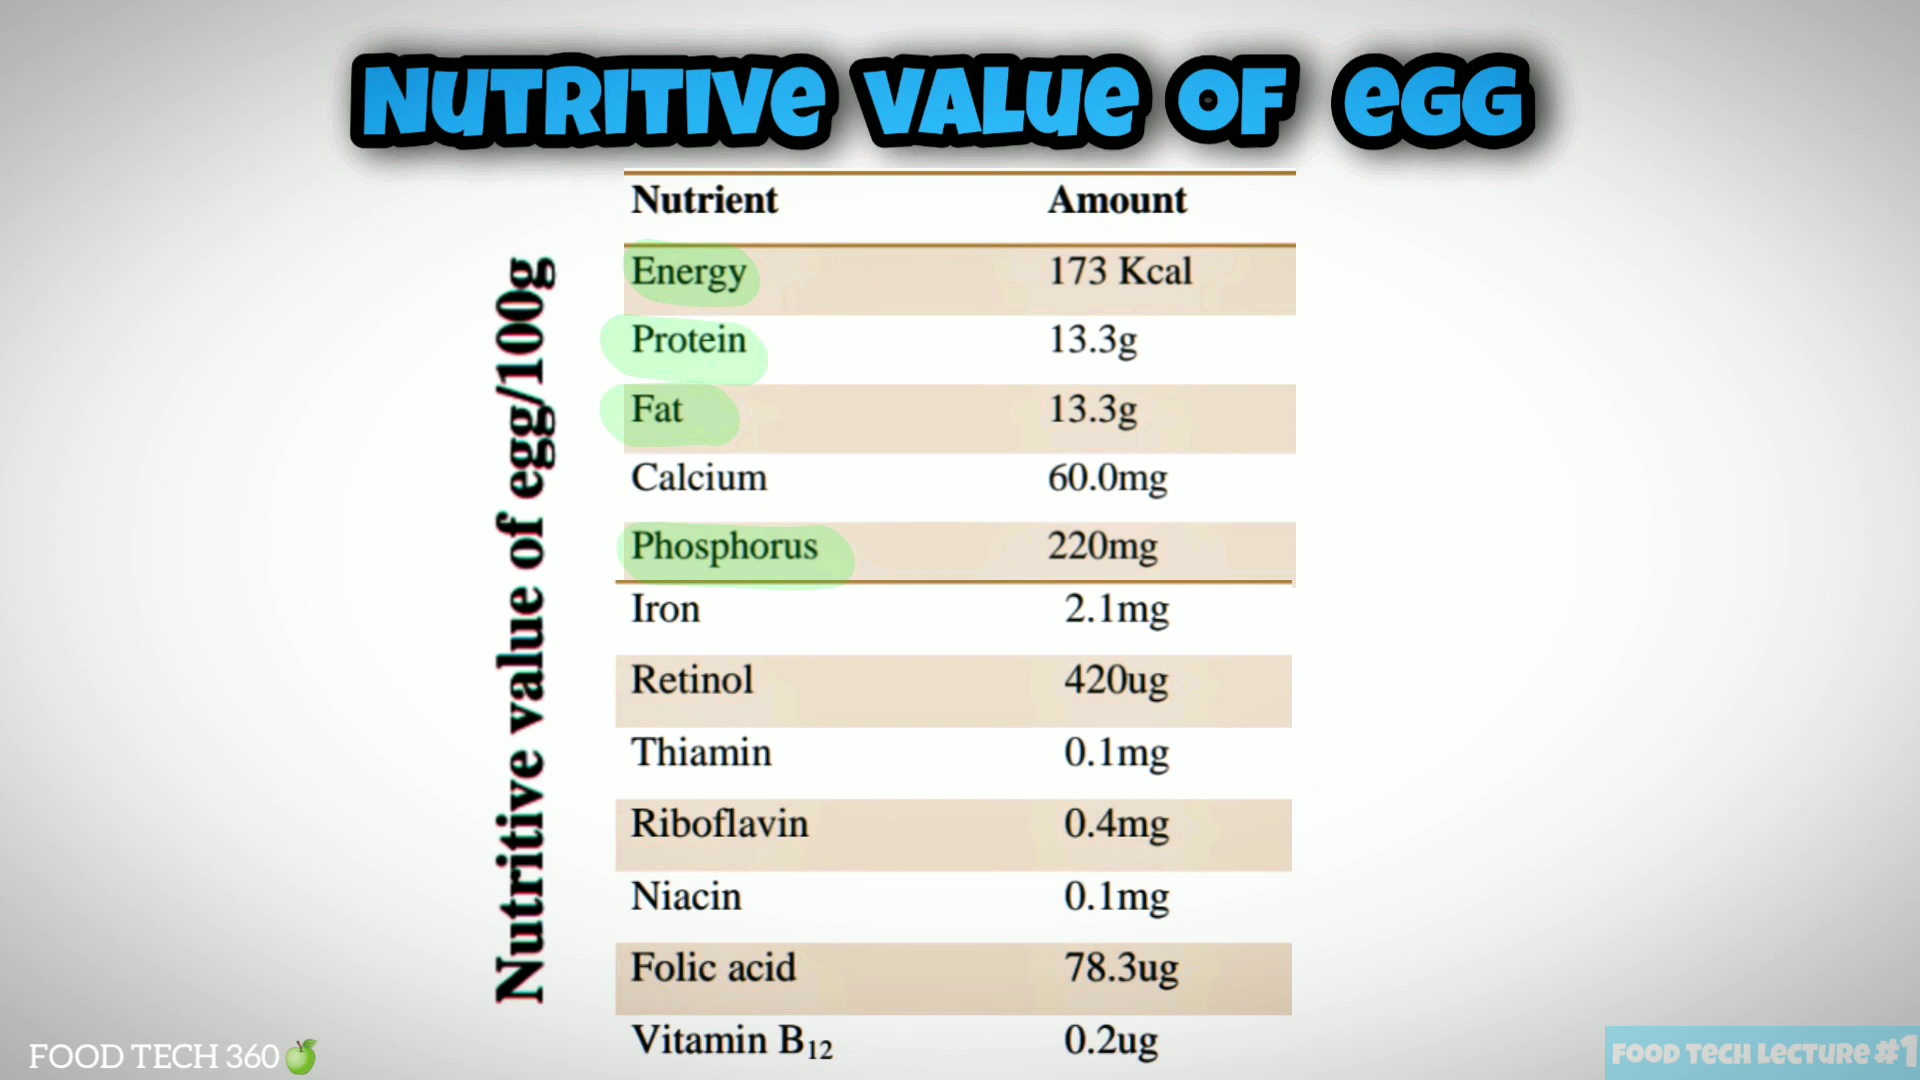 NUTRITIVE VALUE OF EGG
Nutritive value of egg/100g
Nutrient Amount
Energy 173 Kcal
Protein 13.3g
Fat 13.3g
Calcium 60.0mg
Phosphorus 220mg
Iron 2.1mg
Retinol 420ug
Thiamin 0.1mg
Riboflavin 0.4mg
Niacin 0.1mg
Folic acid 78.3ug
Vitamin B12 0.2ug
FOOD TECH 360
FOOD TECH LECTURE #1